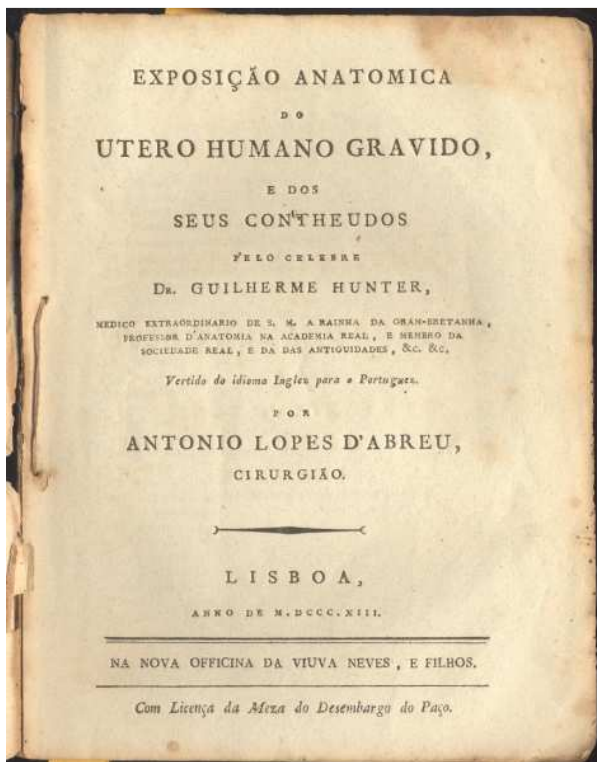 EXPOSIÇÃO ANATOMICA
DO
UTERO HUMANO GRAVIDO,
E DOS
SEUS CONTHEUDOS
PELO CELEBRE
DR. GUILHERME HUNTER,
MEDICO EXTRAORDINARIO DE S. M. A RAINHA DA GRAM-BRETANHA,
PROFESSOR D'ANATOMIA NA ACADEMIA REAL, E MEMBRO DA
SOCIEDADE REAL, E DA DAS ANTIGUIDADES, &c. &c.
Vertido do idioma Inglez para o Portuguez.
POR
ANTONIO LOPES D'ABREU,
CIRURGIÃO.
LISBOA,
ANNO DE M.DCCC.XIII.
NA NOVA OFFICINA DA VIUVA NEVES, E FILHOS.
Com Licença da Meza do Desembargo do Paço.